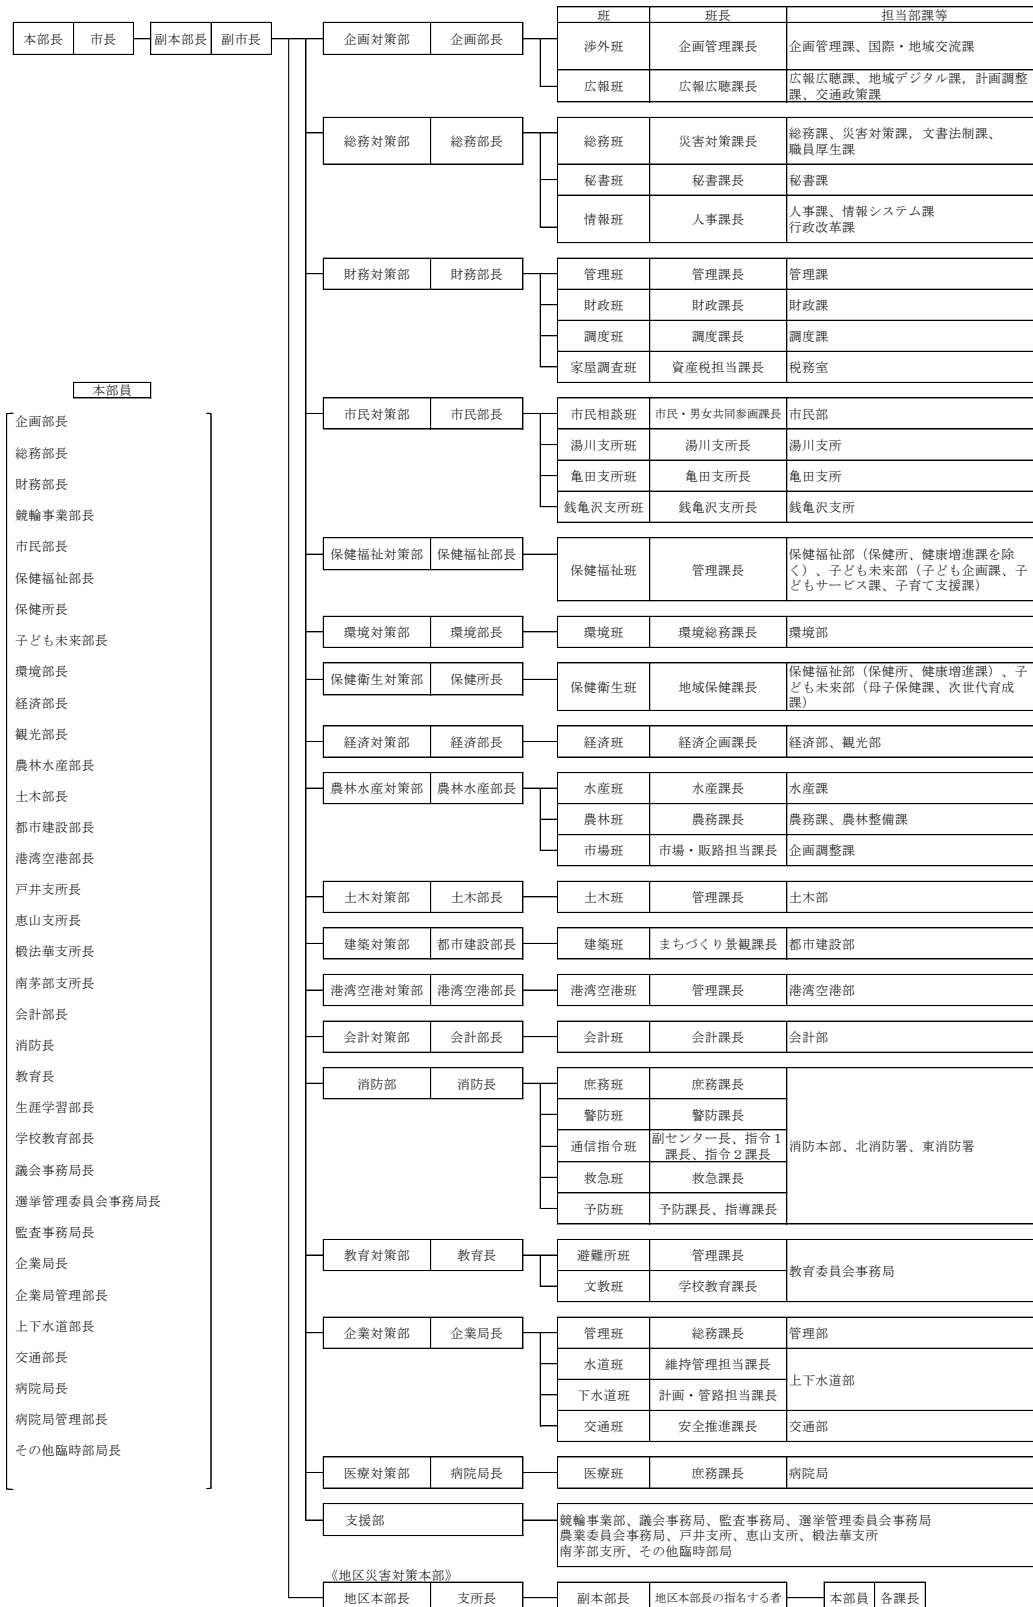 班 班長 担当部課等
本部長 市長 副本部長 副市長
企画対策部 企画部長
渉外班 企画管理課長 企画管理課、国際・地域交流課
広報班 広報広聴課長 広報広聴課、地域デジタル課，計画調整
課、交通政策課
総務対策部 総務部長
総務班 災害対策課長 総務課、災害対策課，文書法制課、
職員厚生課
秘書班 秘書課長 秘書課
情報班 人事課長 人事課、情報システム課
行政改革課
財務対策部 財務部長
管理班 管理課長 管理課
財政班 財政課長 財政課
調度班 調度課長 調度課
家屋調査班 資産税担当課長 税務室
市民対策部 市民部長
市民相談班 市民・男女共同参画課長 市民部
湯川支所班 湯川支所長 湯川支所
亀田支所班 亀田支所長 亀田支所
銭亀沢支所班 銭亀沢支所長 銭亀沢支所
保健福祉対策部 保健福祉部長
保健福祉班 管理課長 保健福祉部（保健所、健康増進課を除
く）、子ども未来部（子ども企画課、子
どもサービス課、子育て支援課）
環境対策部 環境部長 環境班 環境総務課長 環境部
保健衛生対策部 保健所長
保健衛生班 地域保健課長 保健福祉部（保健所、健康増進課）、子
ども未来部（母子保健課、次世代育成
課）
経済対策部 経済部長 経済班 経済企画課長 経済部、観光部
農林水産対策部 農林水産部長
水産班 水産課長 水産課
農林班 農務課長 農務課、農林整備課
市場班 市場・販路担当課長 企画調整課
土木対策部 土木部長 土木班 管理課長 土木部
建築対策部 都市建設部長 建築班 まちづくり景観課長 都市建設部
港湾空港対策部 港湾空港部長 港湾空港班 管理課長 港湾空港部
会計対策部 会計部長 会計班 会計課長 会計部
消防部 消防長
庶務班 庶務課長
警防班 警防課長
通信指令班 副センター長、指令１
課長、指令２課長
消防本部、北消防署、東消防署
救急班 救急課長
予防班 予防課長、指導課長
教育対策部 教育長
避難所班 管理課長
教育委員会事務局
文教班 学校教育課長
企業対策部 企業局長
管理班 総務課長 管理部
水道班 維持管理担当課長
上下水道部
下水道班 計画・管路担当課長
交通班 安全推進課長 交通部
医療対策部 病院局長 医療班 庶務課長 病院局
支援部
競輪事業部、議会事務局、監査事務局、選挙管理委員会事務局
農業委員会事務局、戸井支所、恵山支所、椴法華支所
南茅部支所、その他臨時部局
《地区災害対策本部》
地区本部長 支所長 副本部長 地区本部長の指名する者 本部員 各課長
本部員
企画部長
総務部長
財務部長
競輪事業部長
市民部長
保健福祉部長
保健所長
子ども未来部長
環境部長
経済部長
観光部長
農林水産部長
土木部長
都市建設部長
港湾空港部長
戸井支所長
恵山支所長
椴法華支所長
南茅部支所長
会計部長
消防長
教育長
生涯学習部長
学校教育部長
議会事務局長
選挙管理委員会事務局長
監査事務局長
企業局長
企業局管理部長
上下水道部長
交通部長
病院局長
病院局管理部長
その他臨時部局長